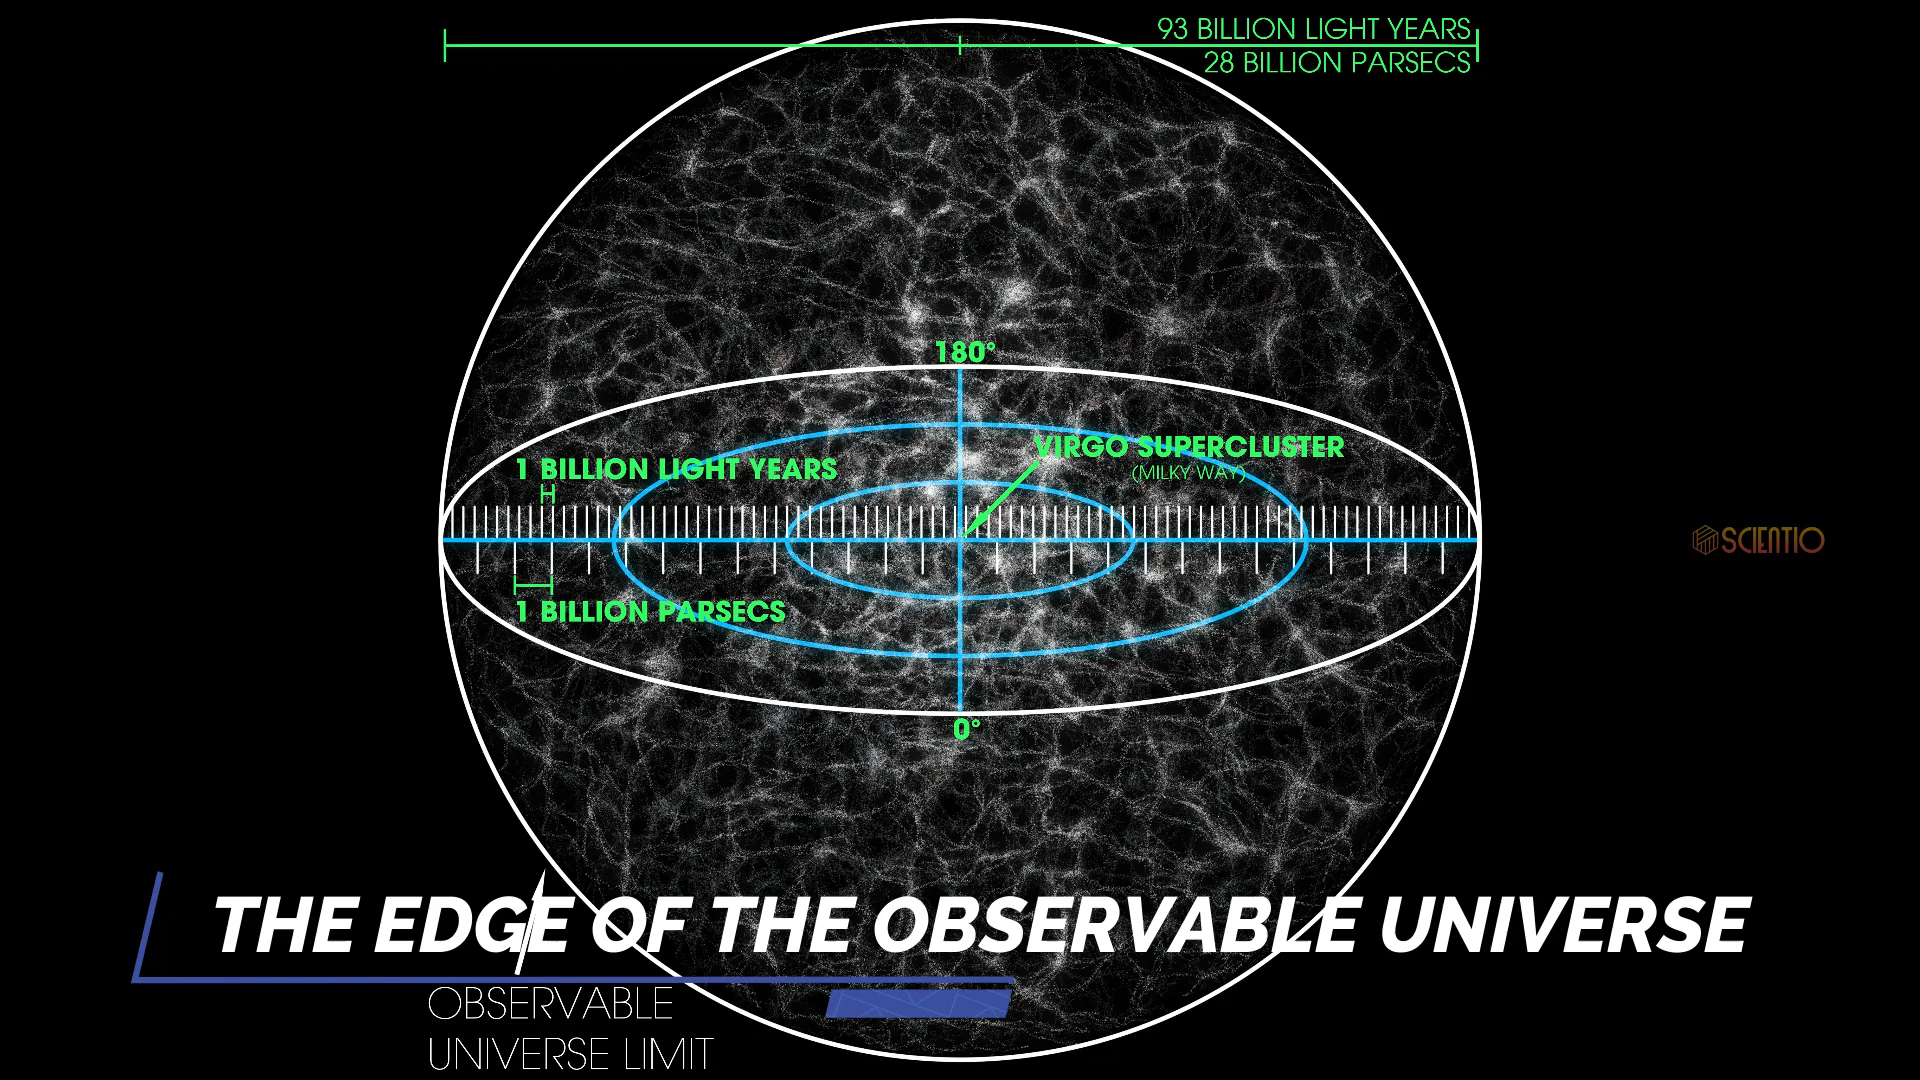 93 BILLION LIGHT YEARS
28 BILLION PARSECS
180°
VIRGO SUPERCLUSTER
(MILKY WAY)
1 BILLION LIGHT YEARS
SCIENTIO
1 BILLION PARSECS
0°
THE EDGE OF THE OBSERVABLE UNIVERSE
OBSERVABLE
UNIVERSE LIMIT